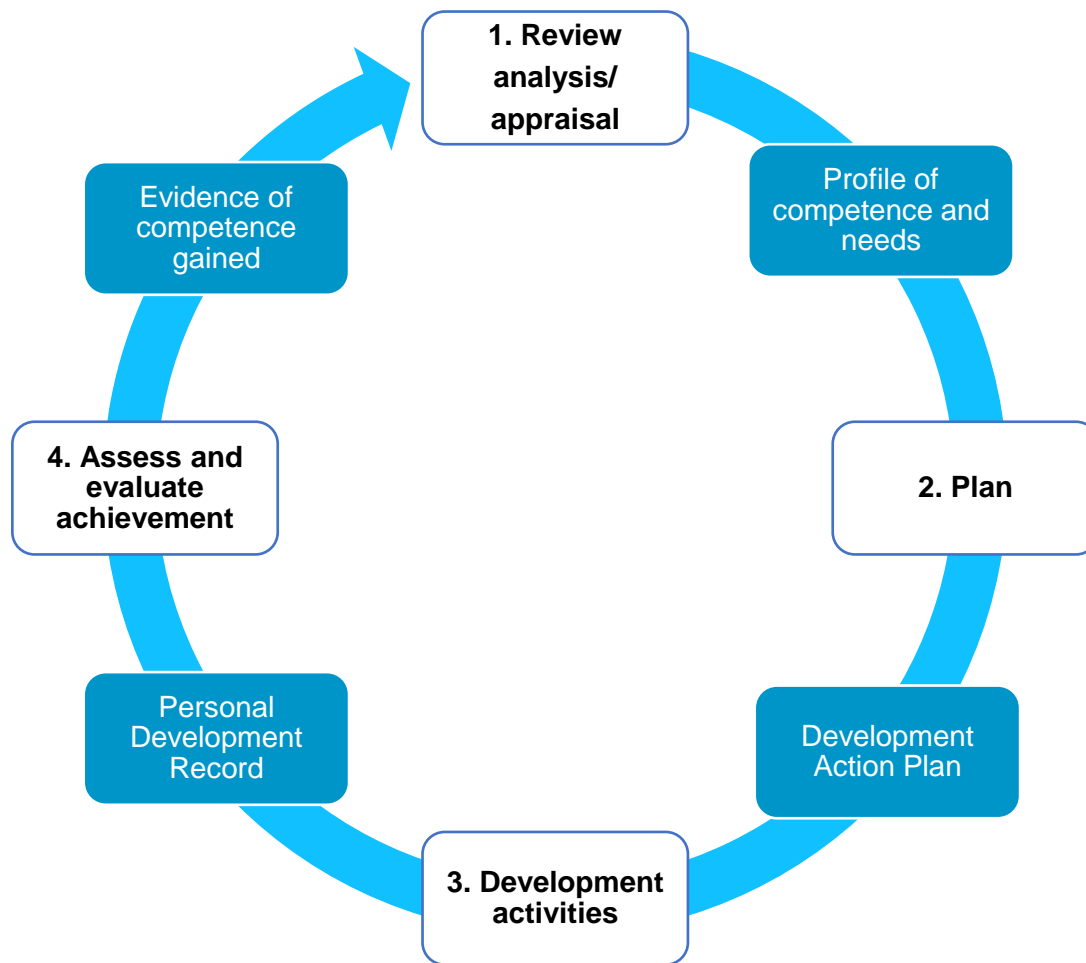 1. Review
analysis/
appraisal
Profile of
competence and
needs
2. Plan
Development
Action Plan
3. Development
activities
Personal
Development
Record
4. Assess and
evaluate
achievement
Evidence of
competence
gained